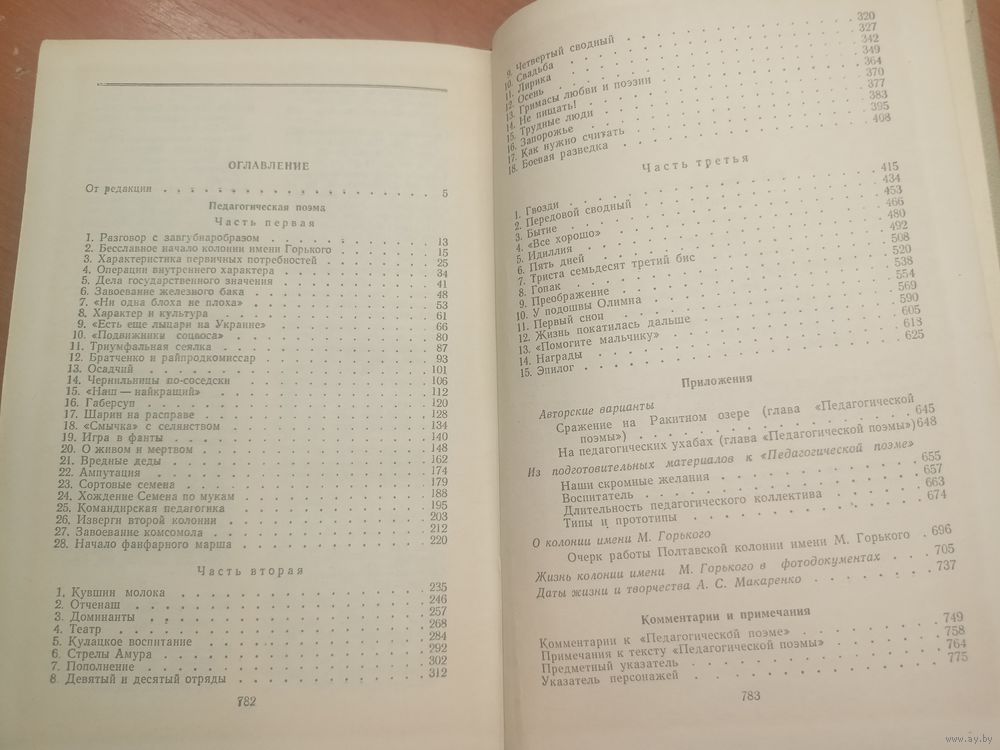 ОГЛАВЛЕНИЕ
От редакции . . . . . . . . . . . . . . . . 5
Педагогическая поэма
Часть первая
1. Разговор с завгубнаробразом . . . . . . 13
2. Бесславное начало колонии имени Горького . . . 15
3. Характеристика первичных потребностей . . . 25
4. Операции внутреннего характера . . . 34
5. Дела государственного значения . . . 41
6. Завоевание железного бака . . . 48
7. «Ни одна блоха не плоха» . . . 53
8. Характер и культура . . . 61
9. «Есть еще лыцари на Украине» . . . 66
10. «Подвижники соцвоса» . . . 80
11. Триумфальная сеялка . . . 87
12. Братченко и райпродкомиссар . . . 93
13. Осадчий . . . 101
14. Чернильницы по-соседски . . . 106
15. «Наш — найкращий» . . . 112
16. Габерсуп . . . 120
17. Шарин на расправе . . . 128
18. «Смычка» с селянством . . . 134
19. Игра в фанты . . . 140
20. О живом и мертвом . . . 148
21. Вредные деды . . . 162
22. Ампутация . . . 174
23. Сортовые семена . . . 179
24. Хождение Семена по мукам . . . 188
25. Командирская педагогика . . . 195
26. Изверги второй колонии . . . 203
27. Завоевание комсомола . . . 212
28. Начало фанфарного марша . . . 220
Часть вторая
1. Кувшин молока . . . 235
2. Отченаш . . . 246
3. Доминанты . . . 257
4. Театр . . . 268
5. Кулацкое воспитание . . . 284
6. Стрелы Амура . . . 292
7. Пополнение . . . 302
8. Девятый и десятый отряды . . . 312
782
9. Четвертый сводный . . . 320
10. Свадьба . . . 327
11. Лирика . . . 342
12. Осень . . . 349
13. Гримасы любви и поэзии . . . 364
14. Не пищать! . . . 370
15. Трудные люди . . . 377
16. Запорожье . . . 383
17. Как нужно считать . . . 395
18. Боевая разведка . . . 408
Часть третья
1. Гвозди . . . 415
2. Передовой сводный . . . 434
3. Бытие . . . 453
4. «Все хорошо» . . . 466
5. Идиллия . . . 480
6. Пять дней . . . 492
7. Триста семьдесят третий бис . . . 508
8. Гопак . . . 520
9. Преображение . . . 538
10. У подошвы Олимпа . . . 554
11. Первый сноп . . . 569
12. Жизнь покатилась дальше . . . 590
13. «Помогите мальчику» . . . 605
14. Награды . . . 613
15. Эпилог . . . 625
Приложения
Авторские варианты
Сражение на Ракитном озере (глава «Педагогической
поэмы») . . . 645
На педагогических ухабах (глава «Педагогической поэмы») 648
Из подготовительных материалов к «Педагогической поэме»
Наши скромные желания . . . 655
Воспитатель . . . 657
Длительность педагогического коллектива . . . 663
Типы и прототипы . . . 674
О колонии имени М. Горького
Очерк работы Полтавской колонии имени М. Горького . 696
Жизнь колонии имени М. Горького в фотодокументах . . . 705
Даты жизни и творчества А. С. Макаренко . . . 737
Комментарии и примечания
Комментарии к «Педагогической поэме» . . . 749
Примечания к тексту «Педагогической поэмы» . . . 758
Предметный указатель . . . 764
Указатель персонажей . . . 775
783
www.ay.by